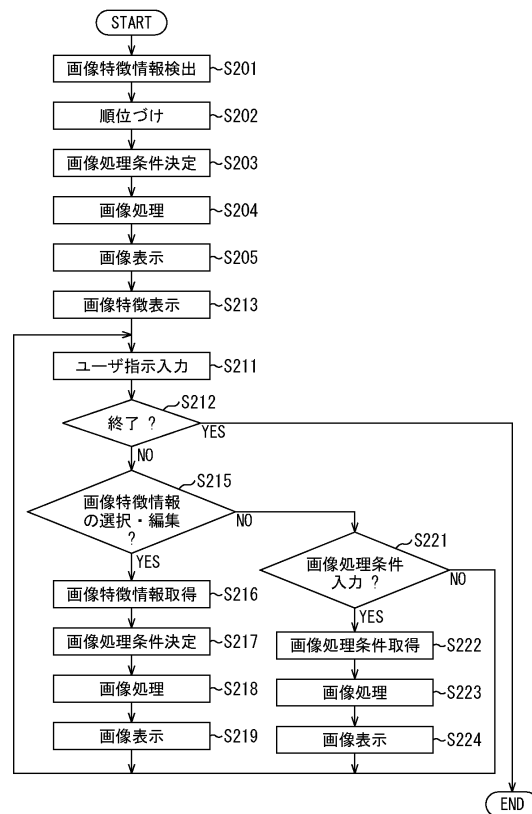 START
画像特徴情報検出 S201
順位づけ S202
画像処理条件決定 S203
画像処理 S204
画像表示 S205
画像特徴表示 S213
ユーザ指示入力 S211
S212
終了 ?
YES
NO
S215
画像特徴情報
の選択・編集
?
NO
YES
S221
画像処理条件
入力 ?
NO
YES
画像特徴情報取得 S216
画像処理条件決定 S217
画像処理 S218
画像表示 S219
画像処理条件取得 S222
画像処理 S223
画像表示 S224
END